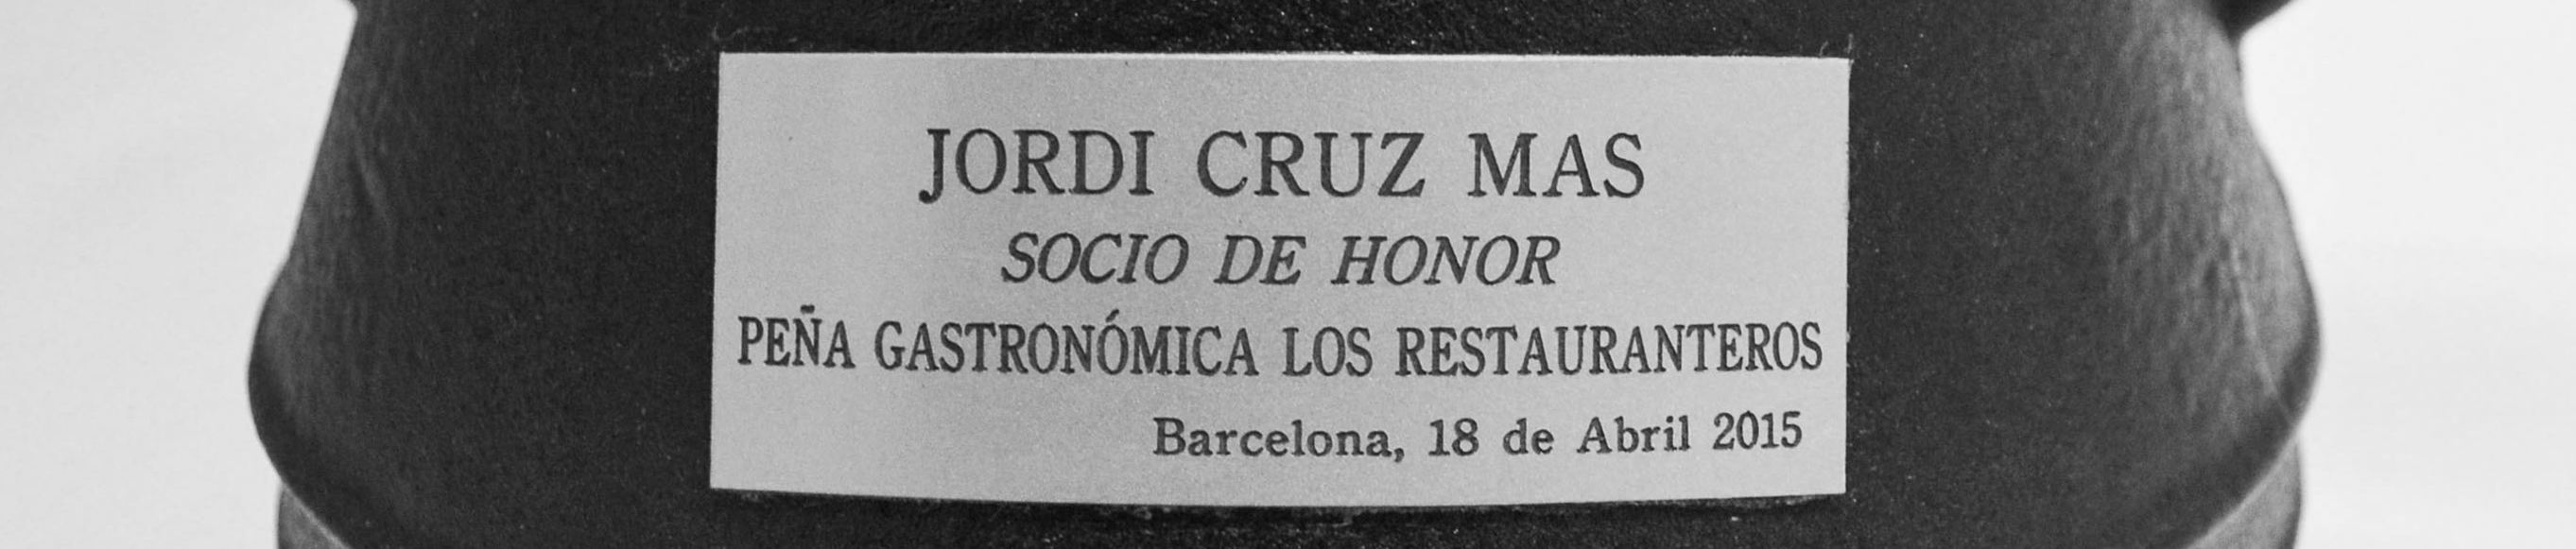 JORDI CRUZ MAS
SOCIO DE HONOR
PEÑA GASTRONÓMICA LOS RESTAURANTEROS
Barcelona, 18 de Abril 2015